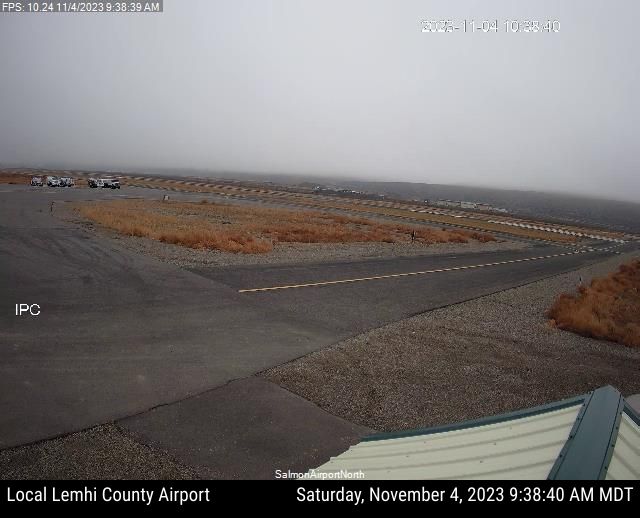 FPS: 10.24 11/4/2023 9:38:39 AM
2023-11-04 10:38:40
IPC
SalmonAirportNorth
Local Lemhi County Airport
Saturday, November 4, 2023 9:38:40 AM MDT